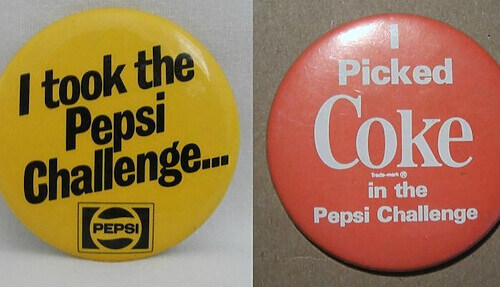 I took the
Pepsi
Challenge...
PEPSI
I
Picked
Coke
Trade-mark ®
in the
Pepsi Challenge